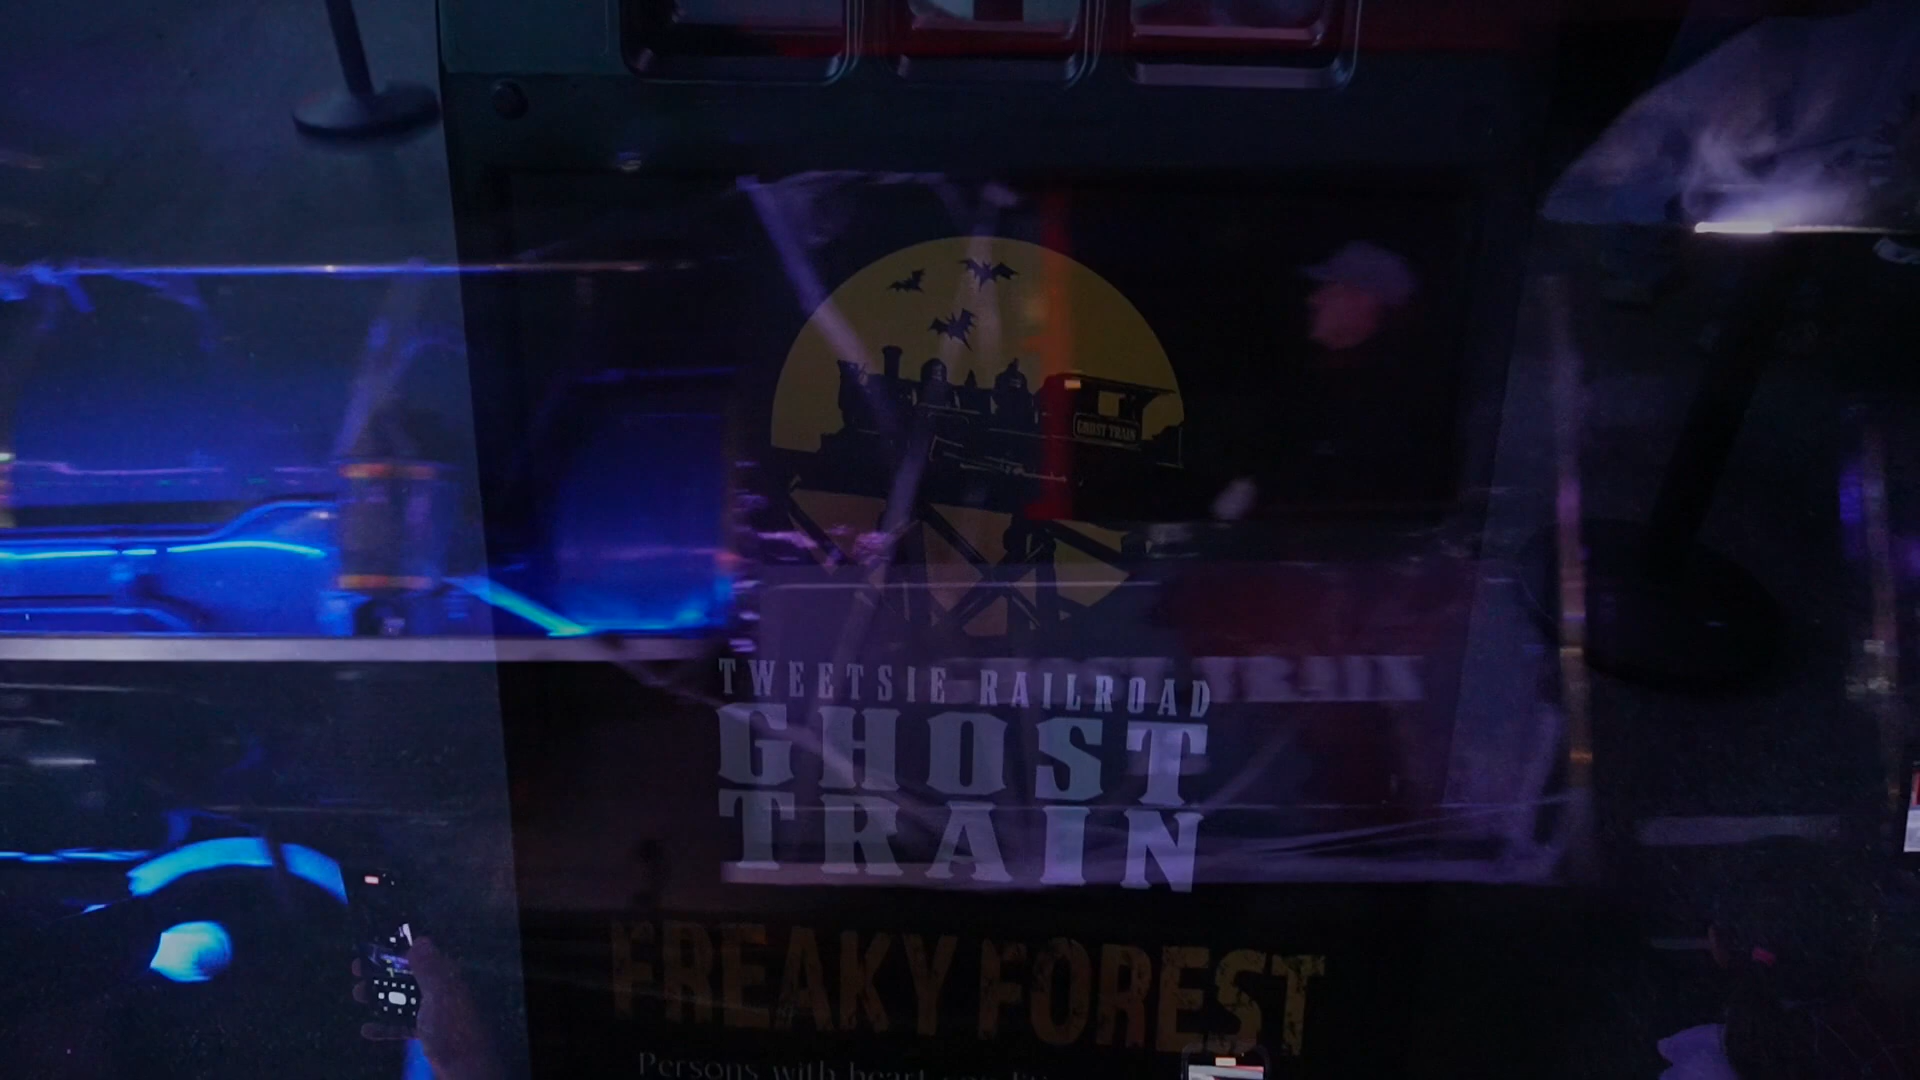 GHOST TRAIN
TWEETSIE RAILROAD
GHOST
TRAIN
FREAKY FOREST
Persons with heart